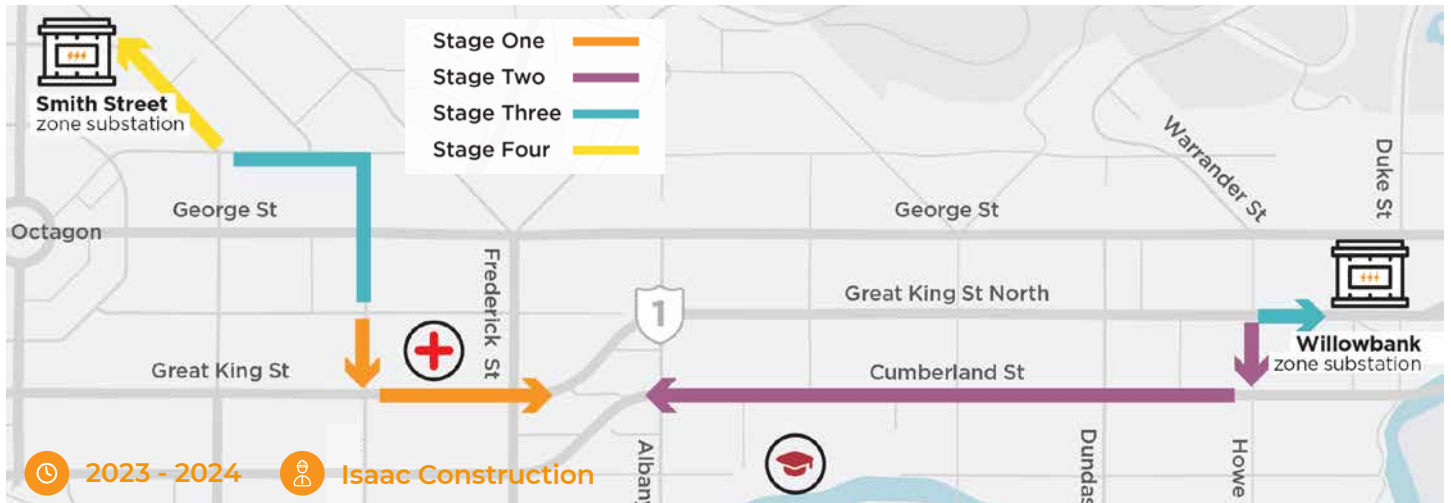 Stage One
Stage Two
Stage Three
Stage Four
Smith Street
zone substation
Warrander St
Duke St
George St
George St
Octagon
Frederick St
1
Great King St North
Great King St
Cumberland St
Willowbank
zone substation
Albany
Dundas
Howe
2023 - 2024
Isaac Construction